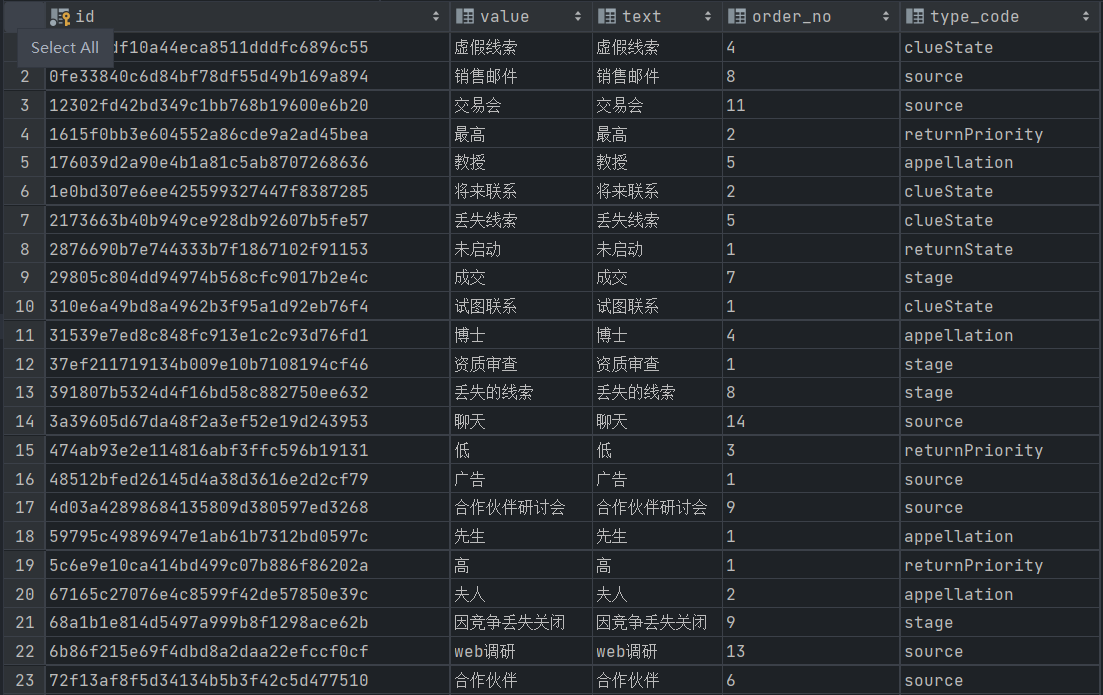 id value text order_no type_code
Select All df10a44eca8511dddfc6896c55 虚假线索 虚假线索 4 clueState
2 0fe33840c6d84bf78df55d49b169a894 销售邮件 销售邮件 8 source
3 12302fd42bd349c1bb768b19600e6b20 交易会 交易会 11 source
4 1615f0bb3e604552a86cde9a2ad45bea 最高 最高 2 returnPriority
5 176039d2a90e4b1a81c5ab8707268636 教授 教授 5 appellation
6 1e0bd307e6ee425599327447f8387285 将来联系 将来联系 2 clueState
7 2173663b40b949ce928db92607b5fe57 丢失线索 丢失线索 5 clueState
8 2876690b7e744333b7f1867102f91153 未启动 未启动 1 returnState
9 29805c804dd94974b568cfc9017b2e4c 成交 成交 7 stage
10 310e6a49bd8a4962b3f95a1d92eb76f4 试图联系 试图联系 1 clueState
11 31539e7ed8c848fc913e1c2c93d76fd1 博士 博士 4 appellation
12 37ef211719134b009e10b7108194cf46 资质审查 资质审查 1 stage
13 391807b5324d4f16bd58c882750ee632 丢失的线索 丢失的线索 8 stage
14 3a39605d67da48f2a3ef52e19d243953 聊天 聊天 14 source
15 474ab93e2e114816abf3ffc596b19131 低 低 3 returnPriority
16 48512bfed26145d4a38d3616e2d2cf79 广告 广告 1 source
17 4d03a42898684135809d380597ed3268 合作伙伴研讨会 合作伙伴研讨会 9 source
18 59795c49896947e1ab61b7312bd0597c 先生 先生 1 appellation
19 5c6e9e10ca414bd499c07b886f86202a 高 高 1 returnPriority
20 67165c27076e4c8599f42de57850e39c 夫人 夫人 2 appellation
21 68a1b1e814d5497a999b8f1298ace62b 因竞争丢失关闭 因竞争丢失关闭 9 stage
22 6b86f215e69f4dbd8a2daa22efccf0cf web调研 web调研 13 source
23 72f13af8f5d34134b5b3f42c5d477510 合作伙伴 合作伙伴 6 source